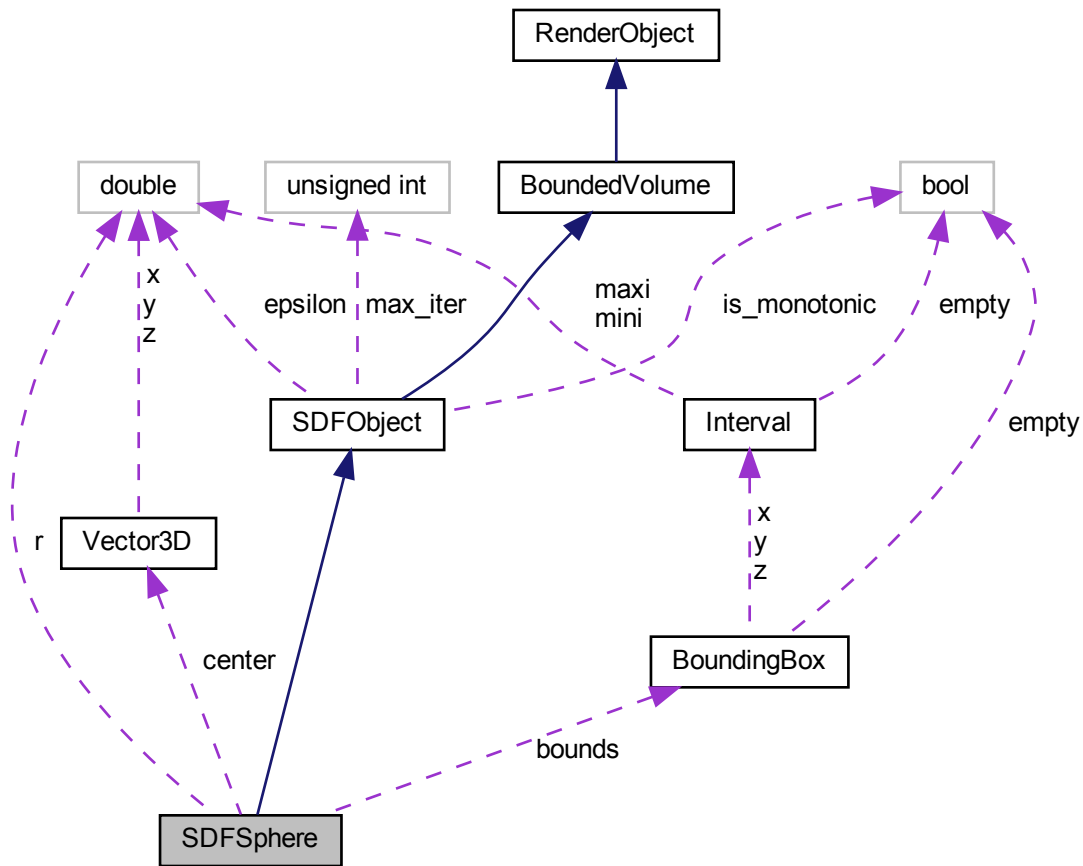 RenderObject
double
unsigned int
BoundedVolume
bool
x
y
z
epsilon
max_iter
maxi
mini
is_monotonic
empty
SDFObject
Interval
empty
r
Vector3D
x
y
z
center
BoundingBox
bounds
SDFSphere